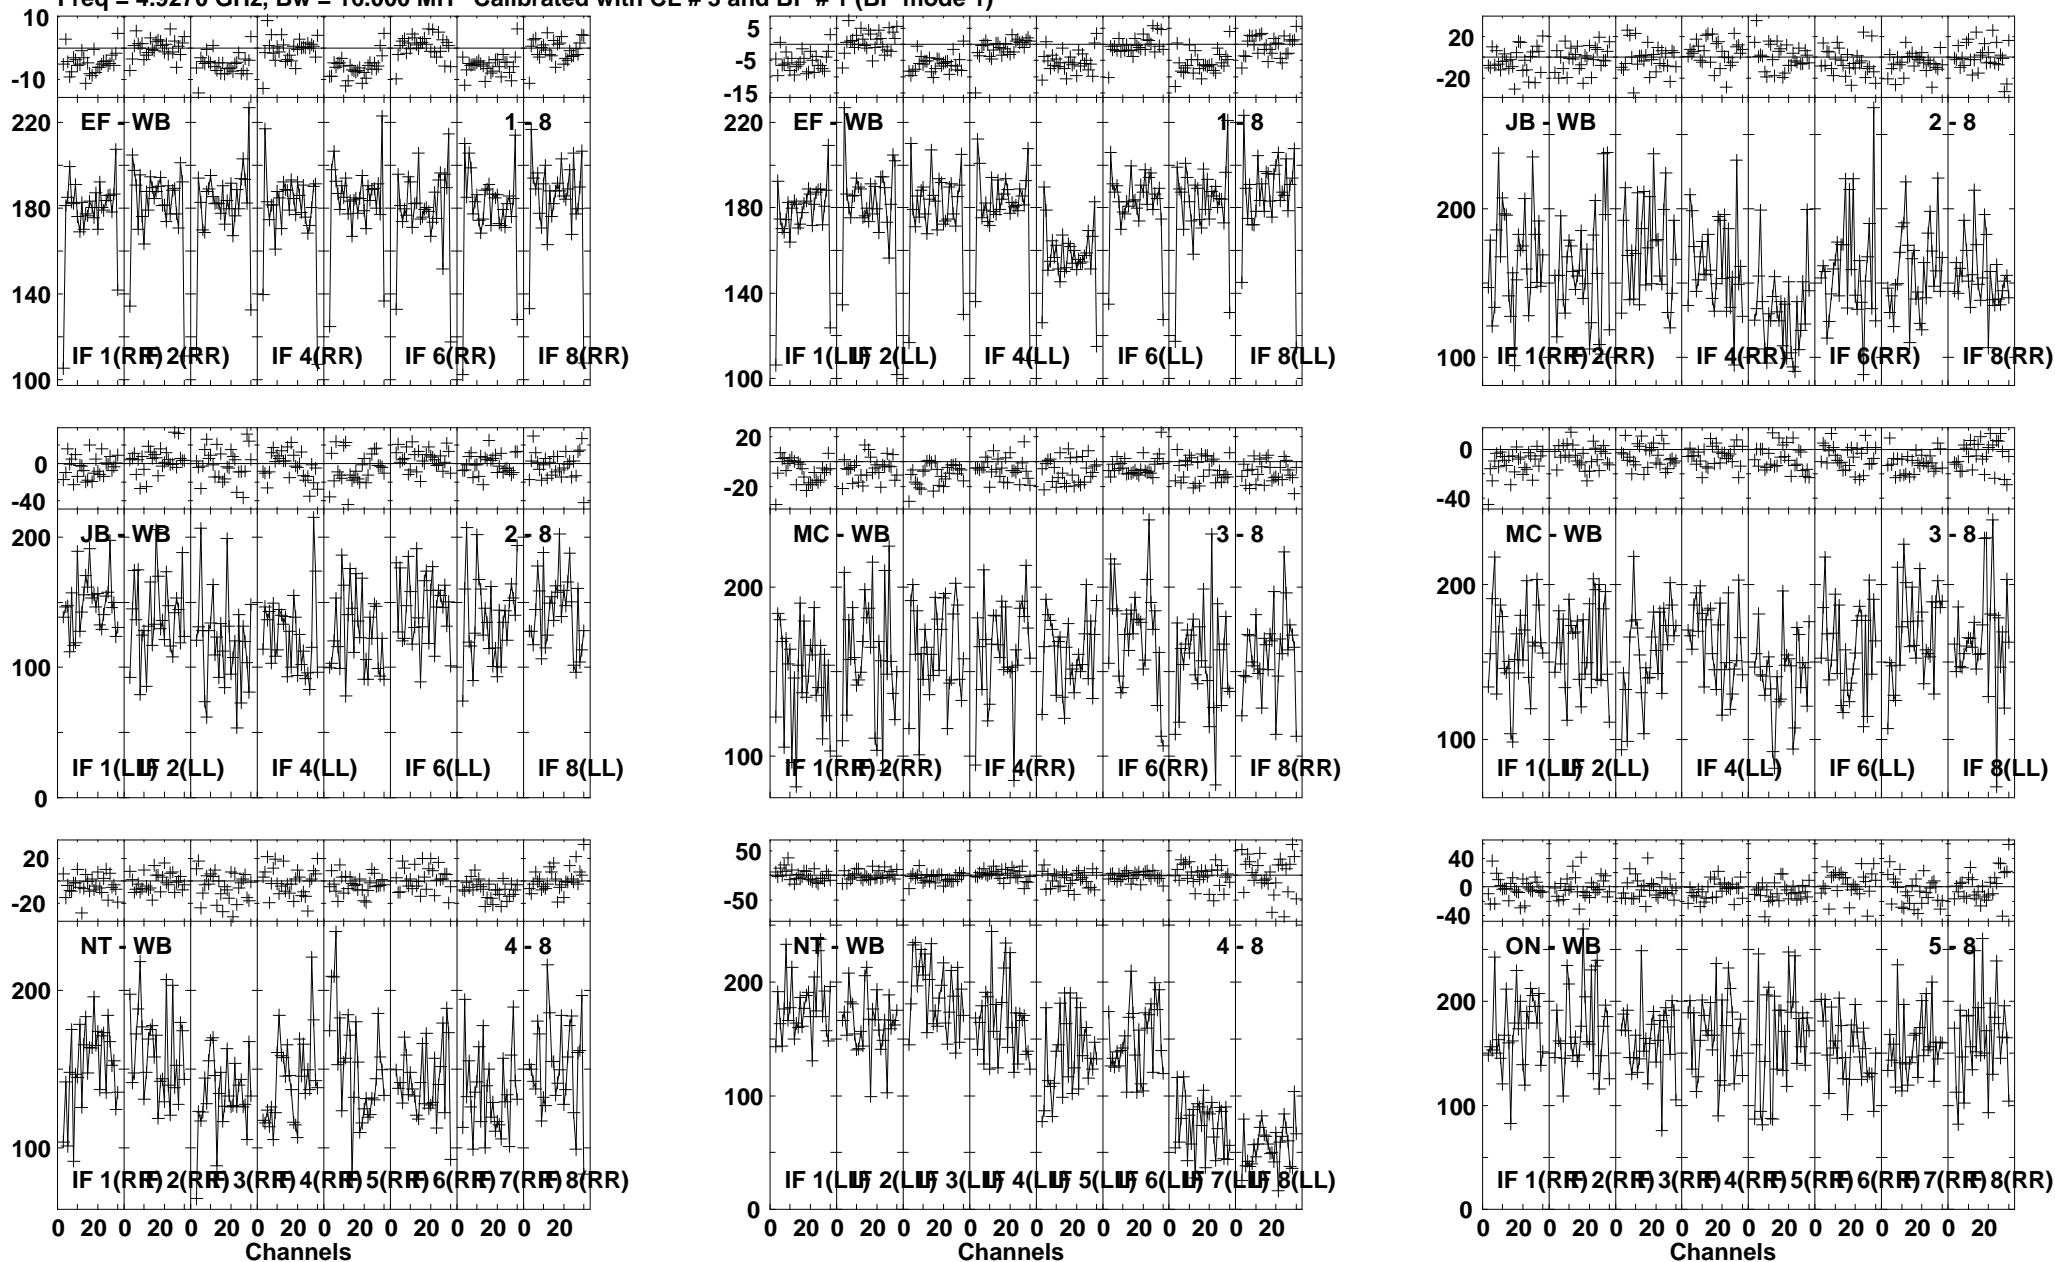 Freq = 4.9270 GHz, Bw = 16.000 MH Calibrated with CL # 3 and BP # 1 (BP mode 1)
10
-10
5
-5
-15
20
-20
220
180
140
100
EF - WB 1 - 8
IF 1(RR) IF 2(RR) IF 4(RR) IF 6(RR) IF 8(RR)
220
180
140
100
EF - WB 1 - 8
IF 1(LL) IF 2(LL) IF 4(LL) IF 6(LL) IF 8(LL)
200
100
JB - WB 2 - 8
IF 1(RR) IF 2(RR) IF 4(RR) IF 6(RR) IF 8(RR)
0
-40
200
100
0
JB - WB 2 - 8
IF 1(LL) IF 2(LL) IF 4(LL) IF 6(LL) IF 8(LL)
20
-20
200
100
MC - WB 3 - 8
IF 1(RR) IF 2(RR) IF 4(RR) IF 6(RR) IF 8(RR)
0
-40
200
100
MC - WB 3 - 8
IF 1(LL) IF 2(LL) IF 4(LL) IF 6(LL) IF 8(LL)
20
-20
200
100
NT - WB 4 - 8
IF 1(RR) IF 2(RR) IF 3(RR) IF 4(RR) IF 5(RR) IF 6(RR) IF 7(RR) IF 8(RR)
0 20 0 20 0 20 0 20 0 20 0 20 0 20 0 20
Channels
50
-50
200
100
0
NT - WB 4 - 8
IF 1(LL) IF 2(LL) IF 3(LL) IF 4(LL) IF 5(LL) IF 6(LL) IF 7(LL) IF 8(LL)
0 20 0 20 0 20 0 20 0 20 0 20 0 20 0 20
Channels
40
0
-40
200
100
0
ON - WB 5 - 8
IF 1(RR) IF 2(RR) IF 3(RR) IF 4(RR) IF 5(RR) IF 6(RR) IF 7(RR) IF 8(RR)
0 20 0 20 0 20 0 20 0 20 0 20 0 20 0 20
Channels